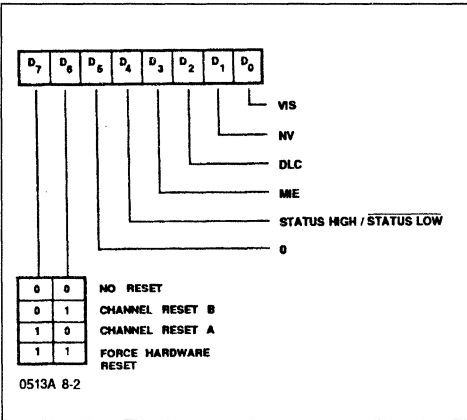 D7 D6 D5 D4 D3 D2 D1 D0
VIS
NV
DLC
MIE
STATUS HIGH / STATUS LOW
0
0 0 NO RESET
0 1 CHANNEL RESET B
1 0 CHANNEL RESET A
1 1 FORCE HARDWARE
RESET
0513A 8-2